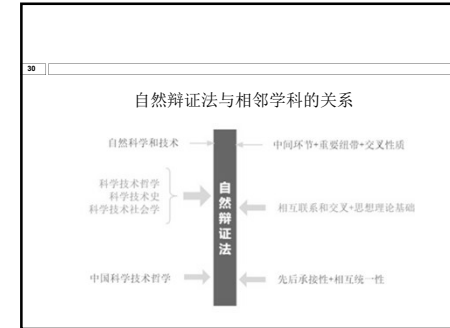 30
自然辩证法与相邻学科的关系
自然科学和技术
中间环节+重要纽带+交叉性质
科学技术哲学
科学技术史
科学技术社会学
自然辩证法
相互联系和交叉+思想理论基础
中国科学技术哲学
先后承接性+相互统一性